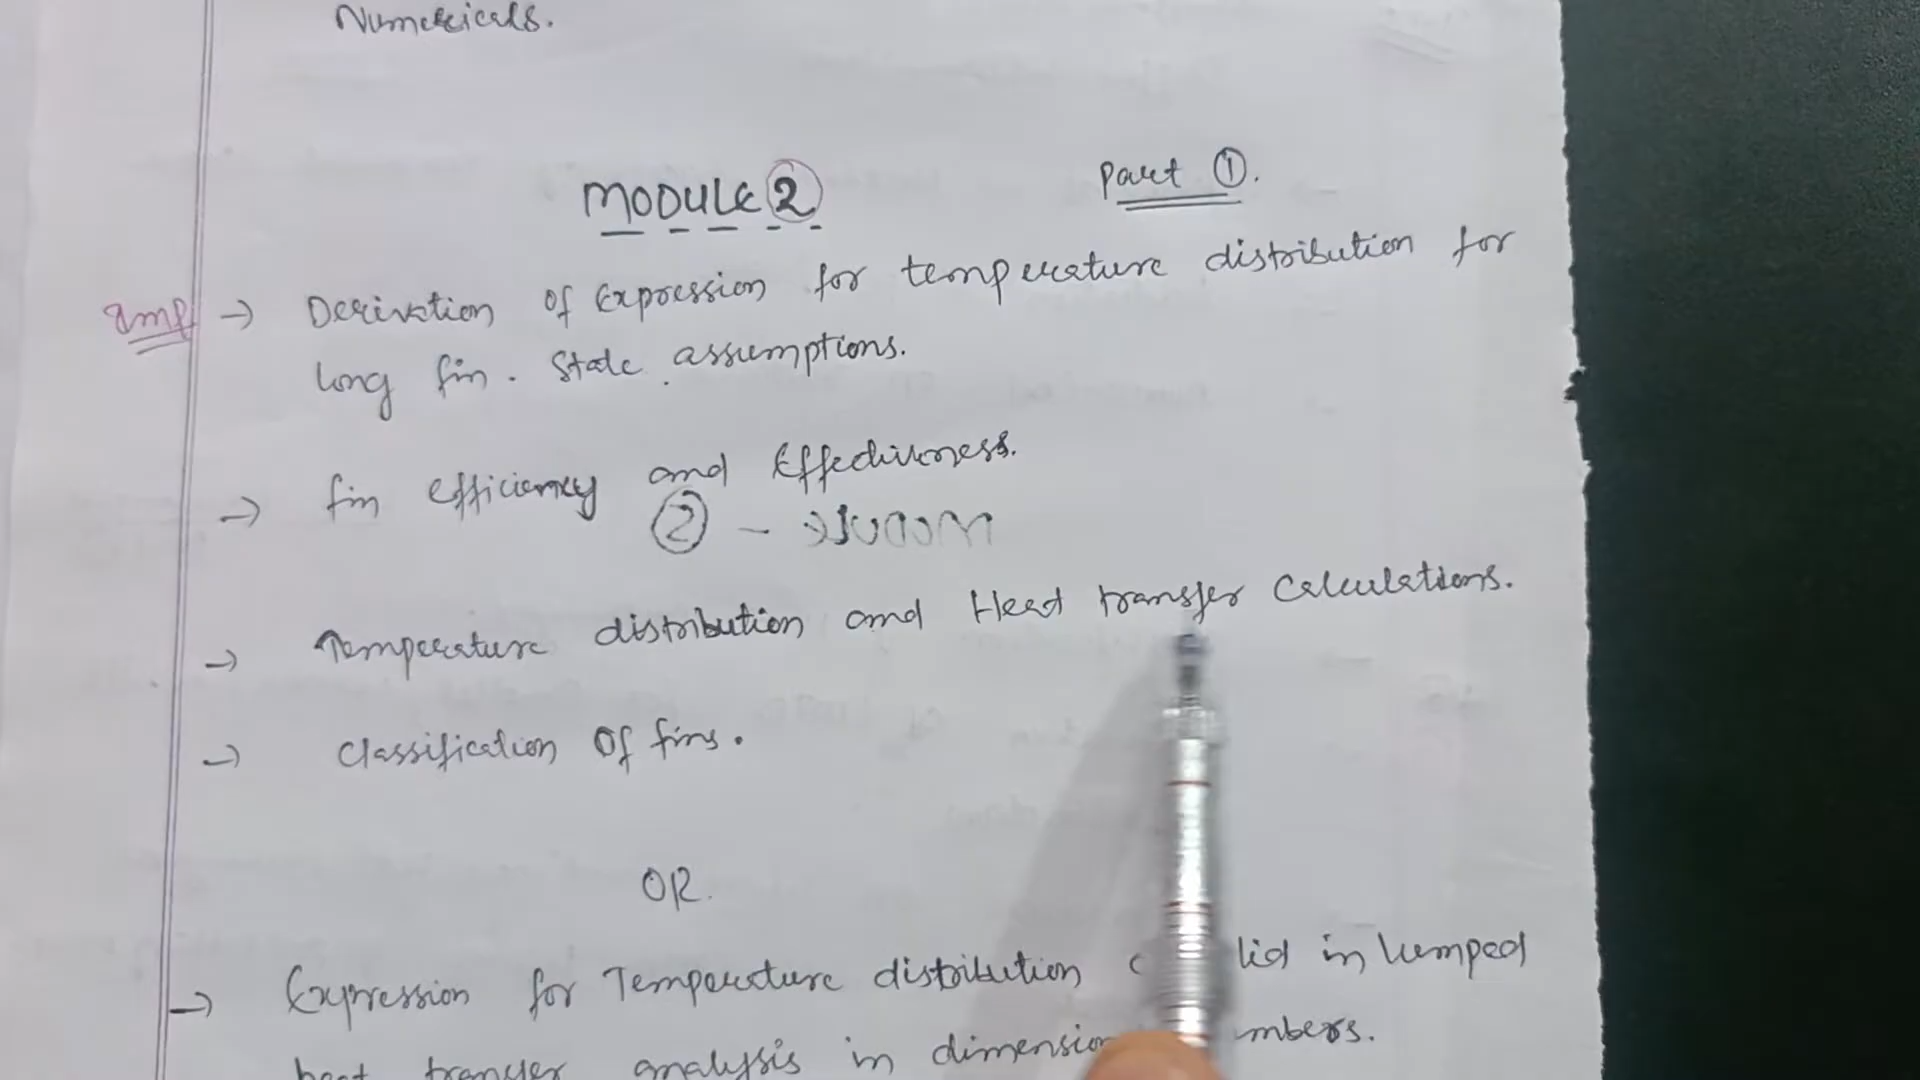 Numericals.
MODULE 2
Part 1.
Imp → Derivation of Expression for temperature distribution for
long fin. State assumptions.
→ fin efficiency and Effectiveness.
2 -
→ Temperature distribution and Heat transfer Calculations.
→ Classification Of fins.
OR.
→ Expression for Temperature distribution lid in lumped
heat transfer analysis in dimension mbers.